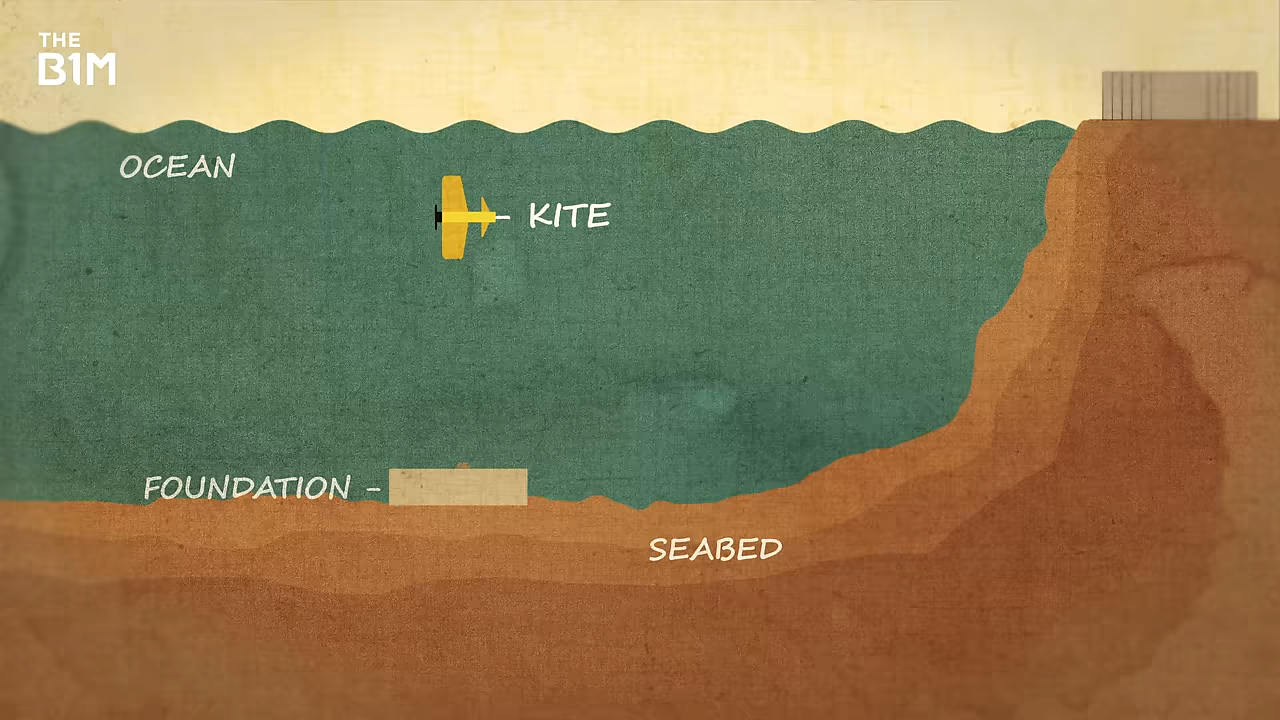 THE
B1M
OCEAN
KITE
FOUNDATION
SEABED